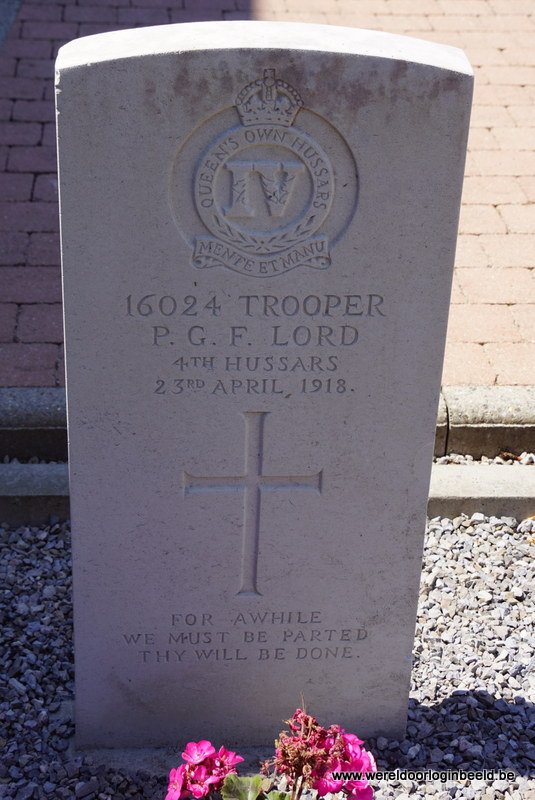 QUEEN'S OWN HUSSARS
IV
MENTE ET MANU
16024 TROOPER
P. G. F. LORD
4TH HUSSARS
23RD APRIL, 1918.
FOR AWHILE
WE MUST BE PARTED
THY WILL BE DONE.
www.wereldoorloginbeeld.be